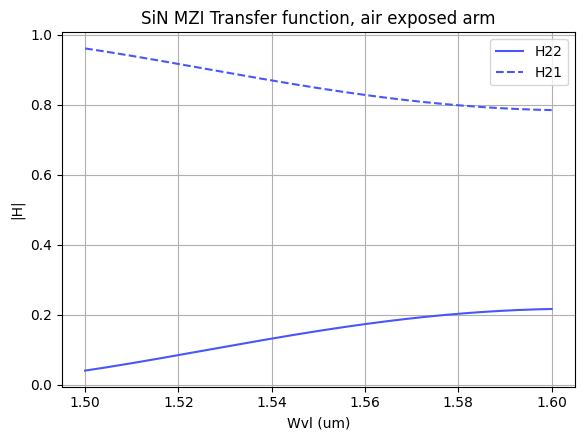 SiN MZI Transfer function, air exposed arm
1.0
0.8
0.6
0.4
0.2
0.0
|H|
H22
H21
1.50 1.52 1.54 1.56 1.58 1.60
Wvl (um)